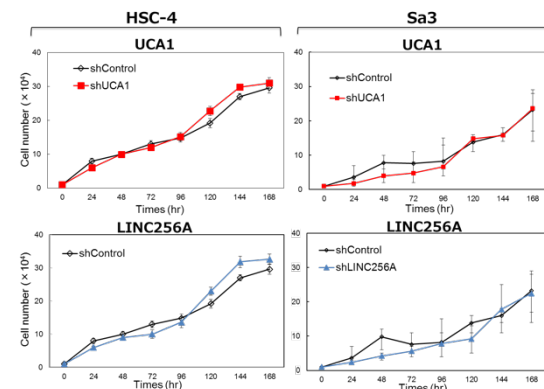 HSC-4
Sa3
UCA1
UCA1
Cell number (×10⁴)
40
30
20
10
0
shControl
shUCA1
0 24 48 72 96 120 144 168
Times (hr)
40
30
20
10
0
shControl
shUCA1
0 24 48 72 96 120 144 168
Times (hr)
LINC256A
LINC256A
Cell number (×10⁴)
40
30
20
10
0
shControl
shLINC256A
0 24 48 72 96 120 144 168
Times (hr)
40
30
20
10
0
shControl
shLINC256A
0 24 48 72 96 120 144 168
Times (hr)